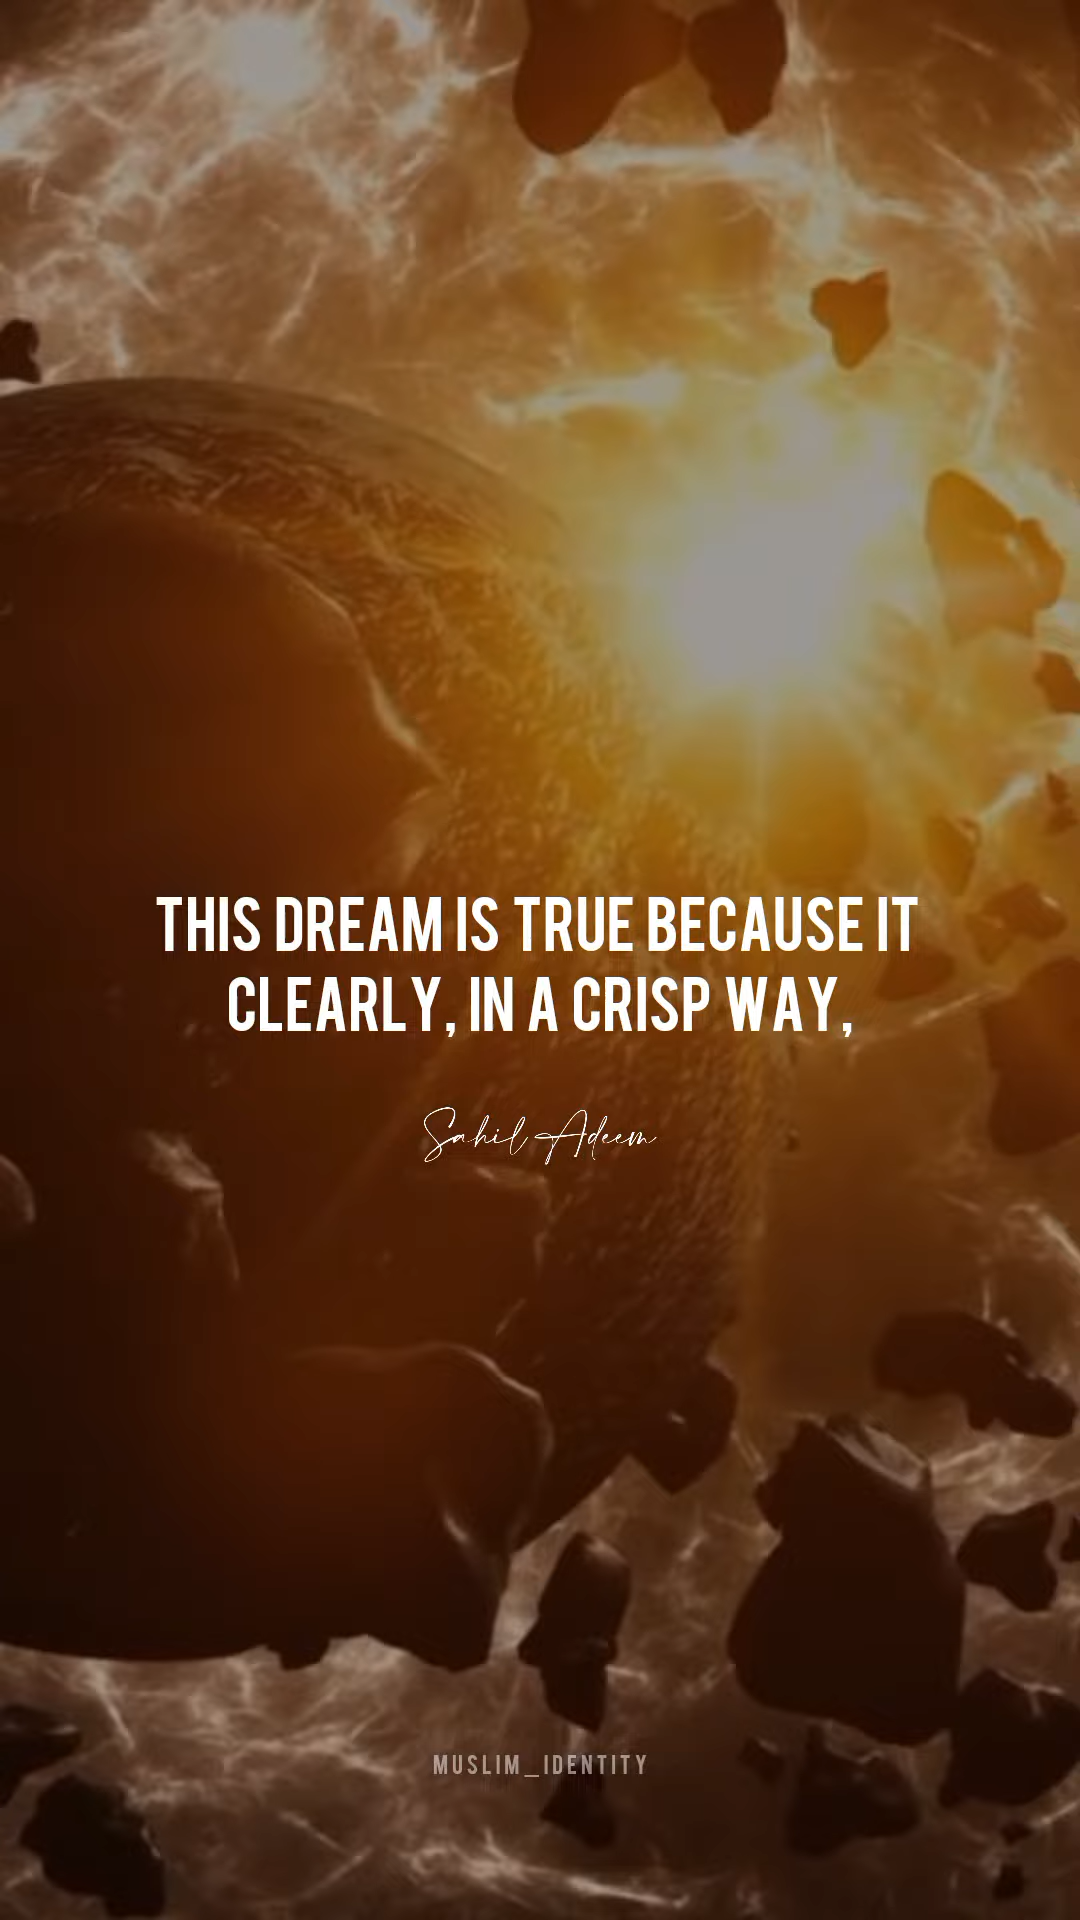 THIS DREAM IS TRUE BECAUSE IT
CLEARLY, IN A CRISP WAY,
Sahil Adeem
MUSLIM_IDENTITY